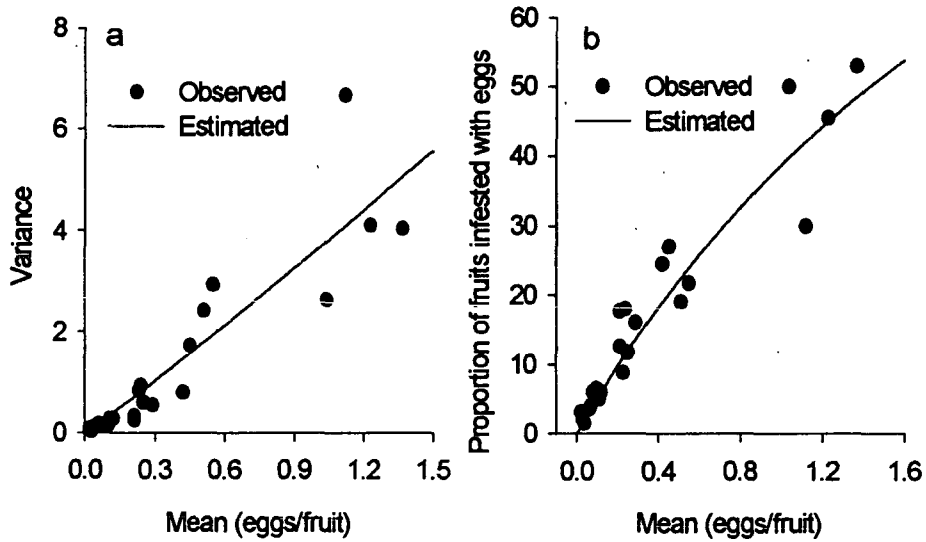 a
Observed
Estimated
Variance
8
6
4
2
0
0.0 0.3 0.6 0.9 1.2 1.5
Mean (eggs/fruit)
b
Observed
Estimated
Proportion of fruits infested with eggs
60
50
40
30
20
10
0
0.0 0.4 0.8 1.2 1.6
Mean (eggs/fruit)